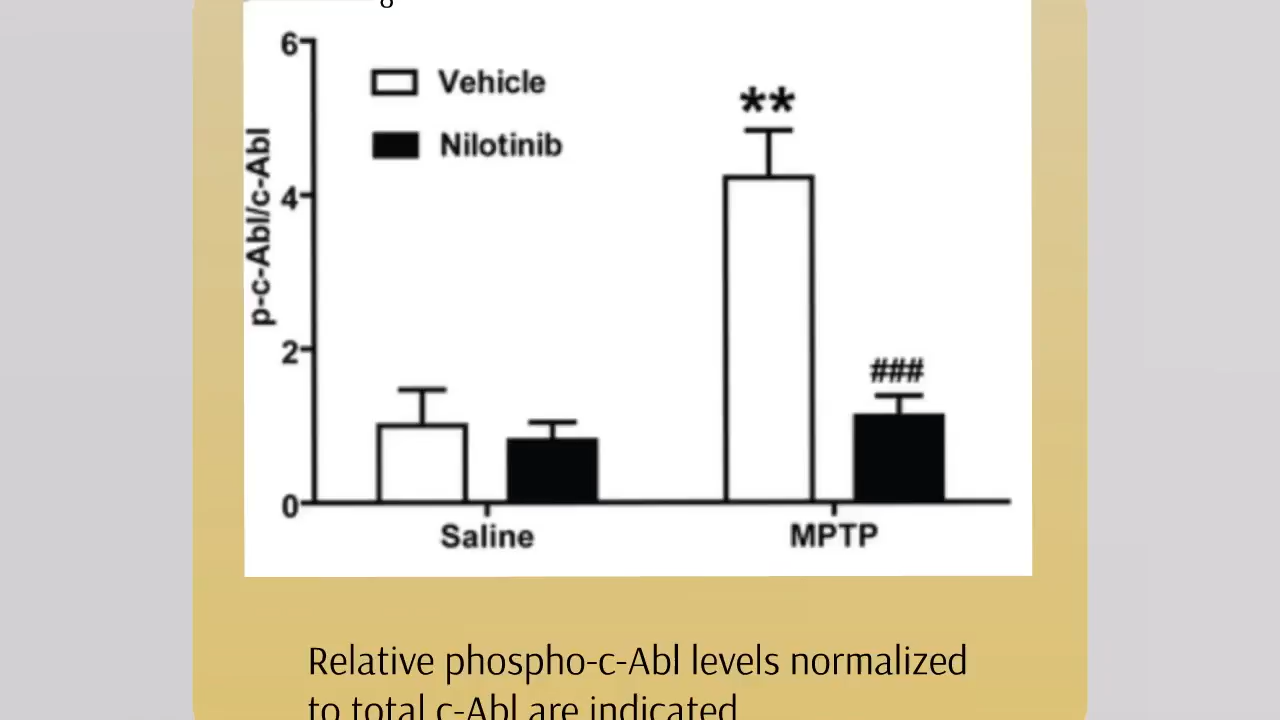 6
Vehicle
**
Nilotinib
p-c-Abl/c-Abl
4
2
###
0
Saline
MPTP
Relative phospho-c-Abl levels normalized
to total c-Abl are indicated